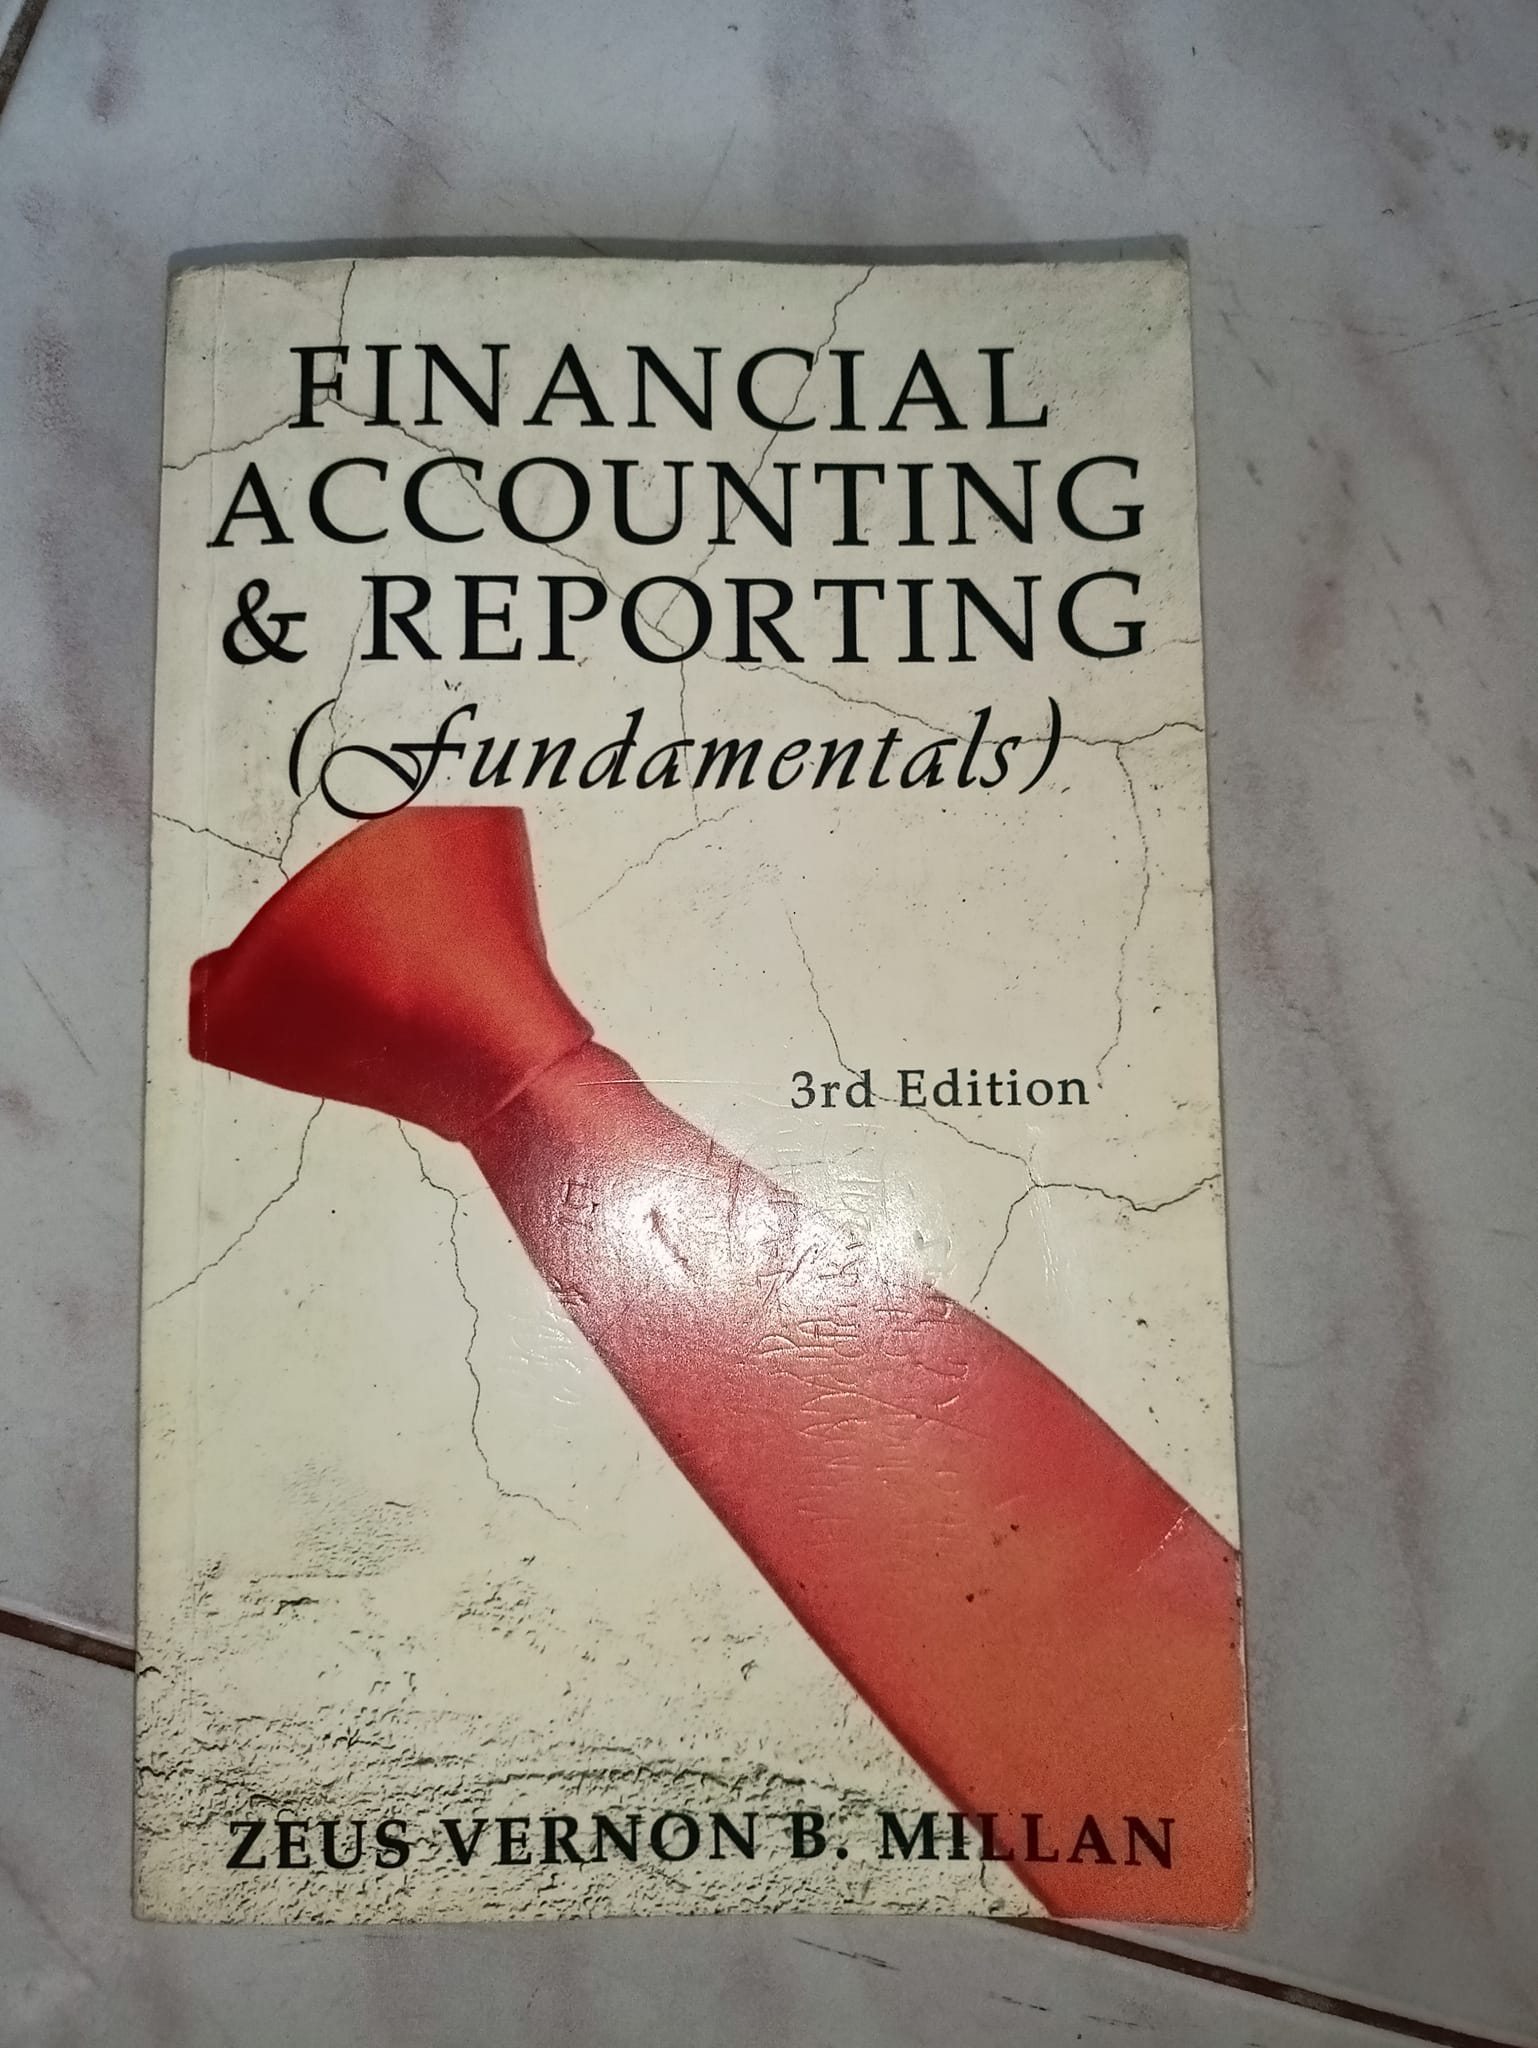 FINANCIAL
ACCOUNTING
& REPORTING
(fundamentals)
3rd Edition
ZEUS VERNON B. MILLAN